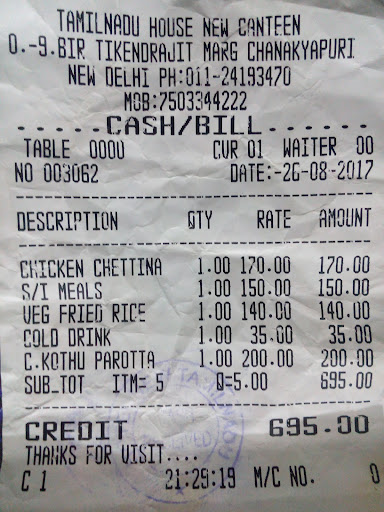 TAMILNADU HOUSE NEW CANTEEN
O.-9.BIR TIKENDRAJIT MARG CHANAKYAPURI
NEW DELHI PH:011-24193470
MOB:7503344222
.....CASH/BILL.....
TABLE 0000 CUR 01 WAITER 00
NO 003062 DATE:-26-08-2017
DESCRIPTION QTY RATE AMOUNT
CHICKEN CHETTINA 1.00 170.00 170.00
S/I MEALS 1.00 150.00 150.00
VEG FRIED RICE 1.00 140.00 140.00
COLD DRINK 1.00 35.00 35.00
C.KOTHU PAROTTA 1.00 200.00 200.00
SUB.TOT ITM= 5 Q=5.00 695.00
CREDIT 695.00
THANKS FOR VISIT....
C 1 21:29:19 M/C NO. 0